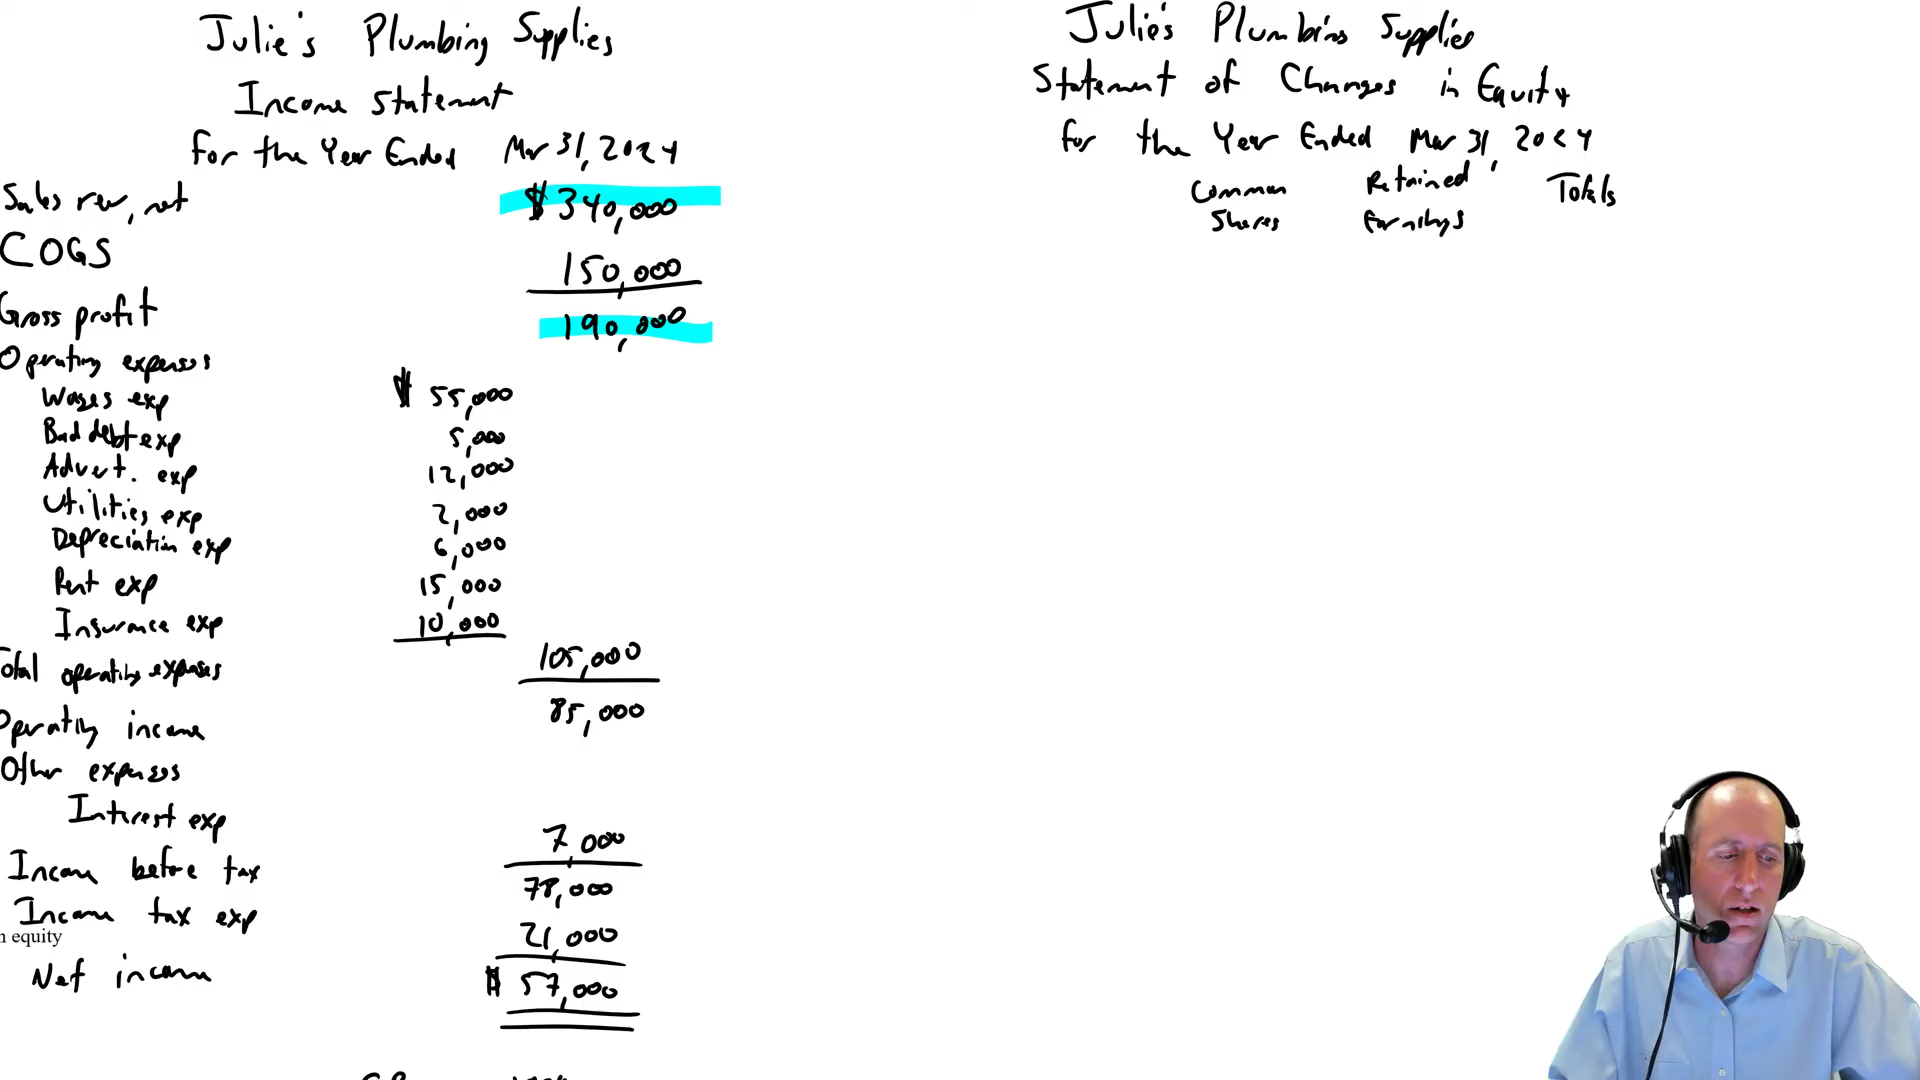 Julie's Plumbing Supplies
Income Statement
For the Year Ended Mar 31, 2024
Sales rev, net $ 340,000
COGS 150,000
Gross profit 190,000
Operating expenses
Wages exp $ 55,000
Bad debt exp 5,000
Advert. exp 12,000
Utilities exp 2,000
Depreciation exp 6,000
Rent exp 15,000
Insurance exp 10,000
Total operating expenses 105,000
Operating income 85,000
Other expenses
Interest exp 7,000
Income before tax 78,000
Income tax exp 21,000
n equity
Net income $ 57,000
Julie's Plumbing Supplies
Statement of Changes in Equity
For the Year Ended Mar 31, 2024
Common Retained Totals
Shares Earnings